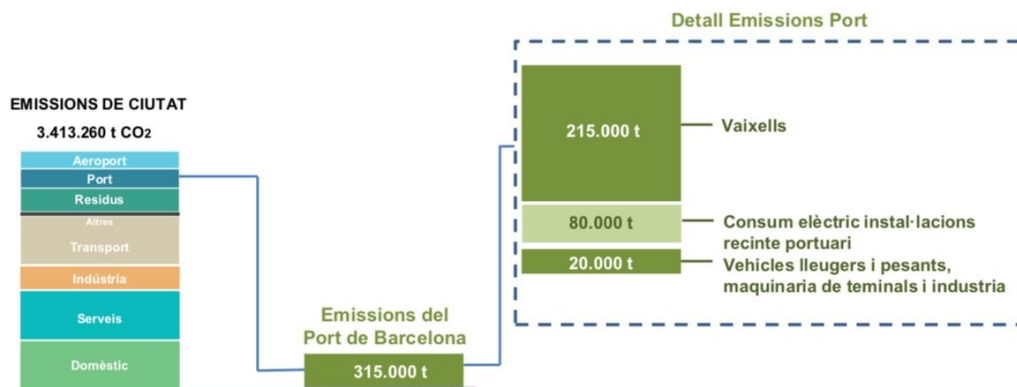 Detall Emissions Port
EMISSIONS DE CIUTAT
3.413.260 t CO2
Aeroport
Port
Residus
Altres
Transport
Indústria
Serveis
Domèstic
Emissions del
Port de Barcelona
315.000 t
215.000 t
Vaixells
80.000 t
Consum elèctric instal·lacions
recinte portuari
20.000 t
Vehicles lleugers i pesants,
maquinaria de teminals i industria